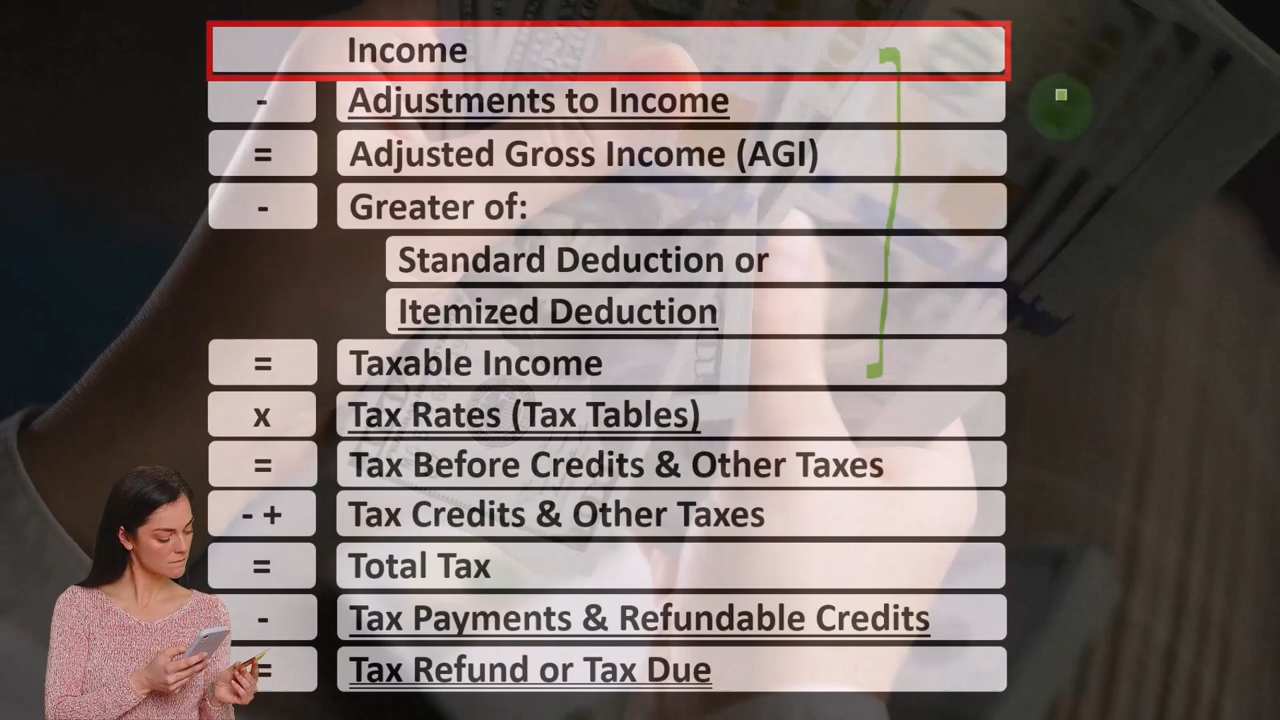 Income
- Adjustments to Income
= Adjusted Gross Income (AGI)
- Greater of:
Standard Deduction or
Itemized Deduction
= Taxable Income
x Tax Rates (Tax Tables)
= Tax Before Credits & Other Taxes
- + Tax Credits & Other Taxes
= Total Tax
- Tax Payments & Refundable Credits
= Tax Refund or Tax Due